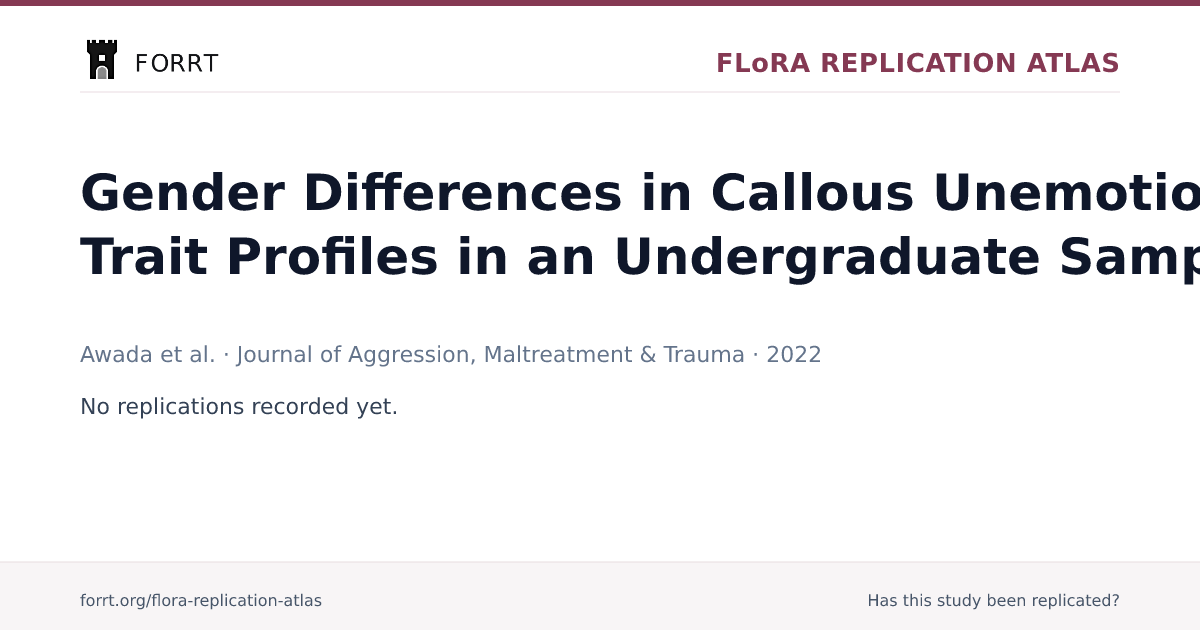 FORRT
FLoRA REPLICATION ATLAS
Gender Differences in Callous Unemotio
Trait Profiles in an Undergraduate Samp
Awada et al. · Journal of Aggression, Maltreatment & Trauma · 2022
No replications recorded yet.
forrt.org/flora-replication-atlas
Has this study been replicated?